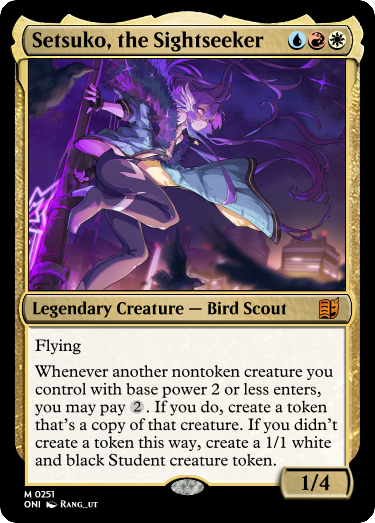 Setsuko, the Sightseeker
Legendary Creature — Bird Scout
Flying
Whenever another nontoken creature you
control with base power 2 or less enters,
you may pay 2. If you do, create a token
that's a copy of that creature. If you didn't
create a token this way, create a 1/1 white
and black Student creature token.
1/4
M 0251
ONI RANG_UT